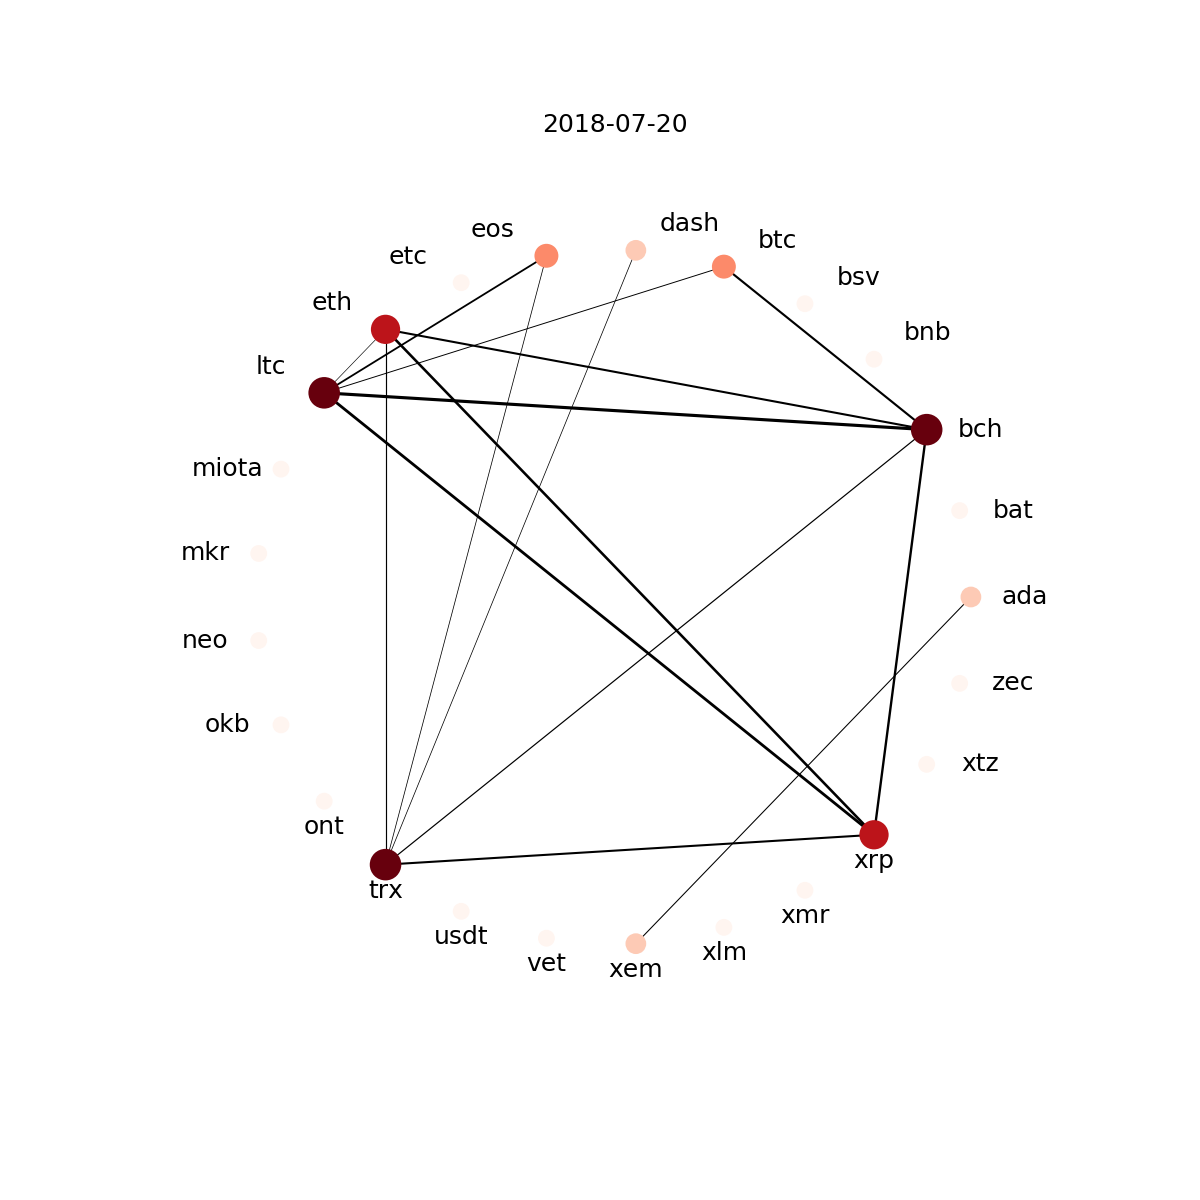 2018-07-20
dash
eos
btc
etc
bsv
eth
bnb
ltc
bch
miota
bat
mkr
ada
neo
zec
okb
xtz
ont
xrp
trx
xmr
usdt
xlm
vet
xem